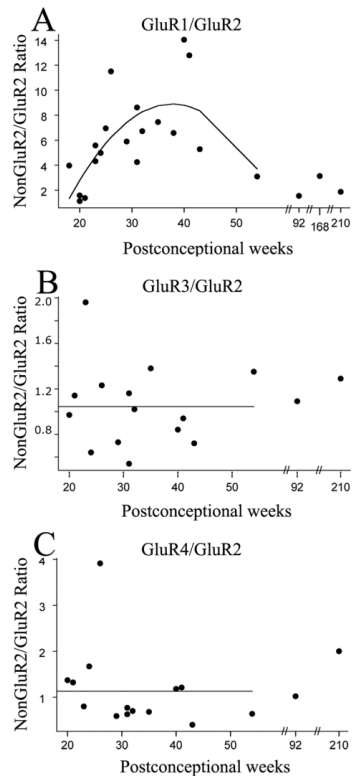 A
GluR1/GluR2
NonGluR2/GluR2 Ratio
14
12
10
8
6
4
2
20 30 40 50 92 168 210
Postconceptional weeks
B
GluR3/GluR2
NonGluR2/GluR2 Ratio
2.0
1.6
1.2
0.8
20 30 40 50 92 210
Postconceptional weeks
C
GluR4/GluR2
NonGluR2/GluR2 Ratio
4
3
2
1
20 30 40 50 92 210
Postconceptional weeks